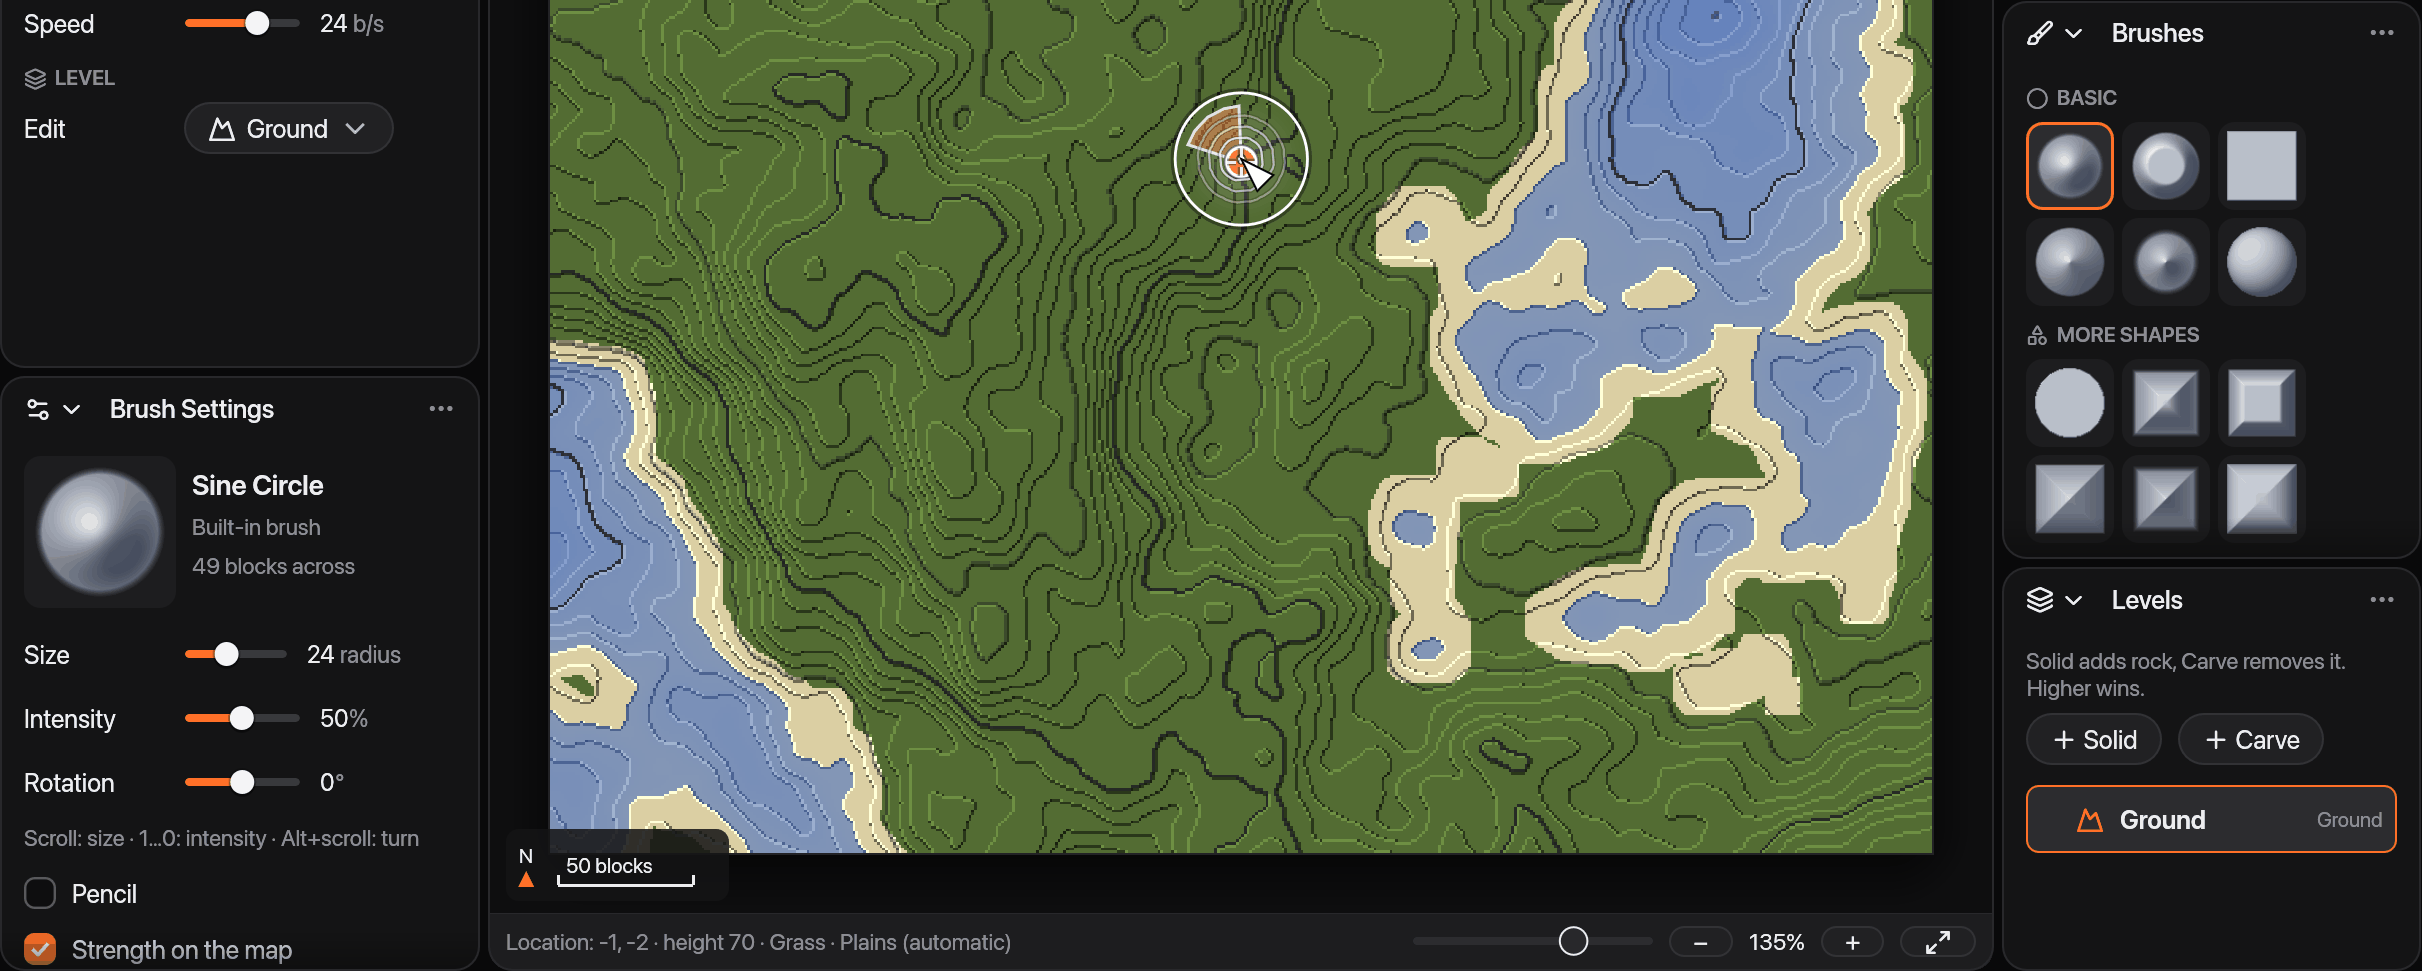 Speed 24 b/s
LEVEL
Edit Ground
Brush Settings
Sine Circle
Built-in brush
49 blocks across
Size 24 radius
Intensity 50%
Rotation 0°
Scroll: size · 1...0: intensity · Alt+scroll: turn
Pencil
Strength on the map
N
50 blocks
Location: -1, -2 · height 70 · Grass · Plains (automatic)
135%
Brushes
BASIC
MORE SHAPES
Levels
Solid adds rock, Carve removes it.
Higher wins.
+ Solid + Carve
Ground Ground